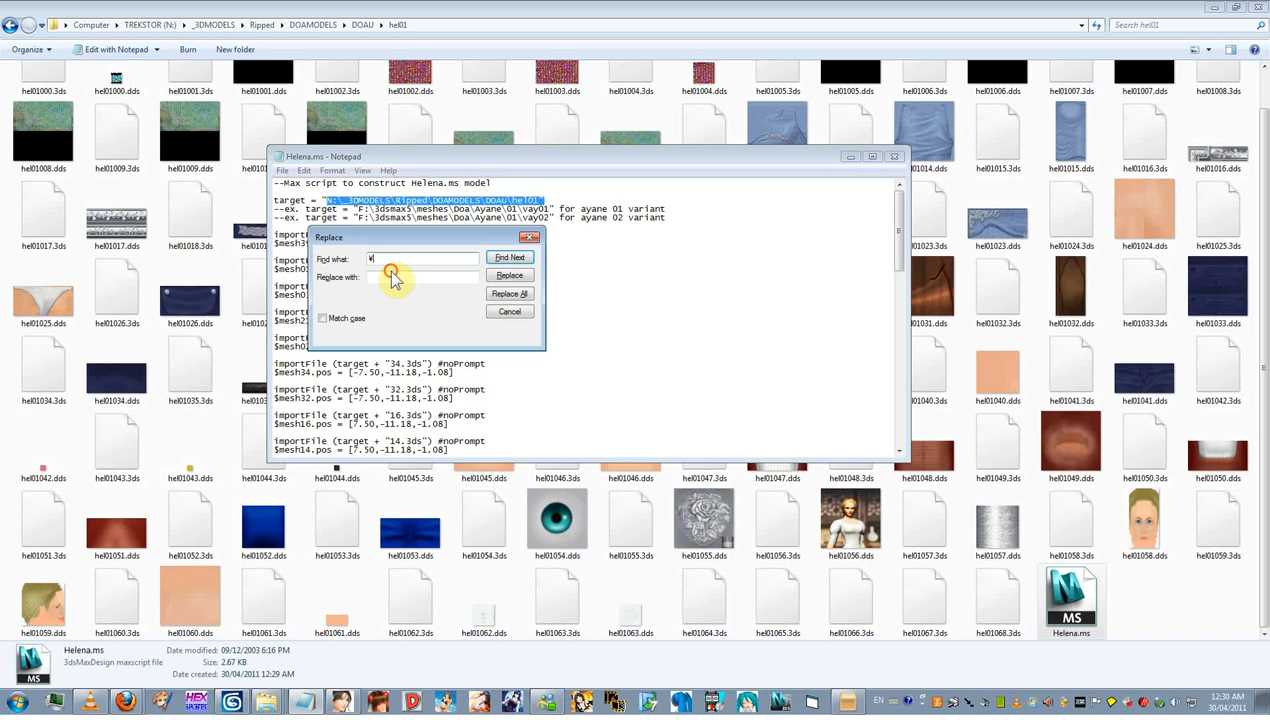 Computer ▸ TREKSTOR (N:) ▸ _3DMODELS ▸ Ripped ▸ DOAMODELS ▸ DOAU ▸ hel01
Search hel01
Organize Edit with Notepad Burn New folder
hel01000.3ds hel01000.dds hel01001.3ds hel01001.dds hel01002.3ds hel01002.dds hel01003.3ds hel01003.dds hel01004.3ds hel01004.dds hel01005.3ds hel01005.dds hel01006.3ds hel01006.dds hel01007.3ds hel01007.dds hel01008.3ds
Helena.ms - Notepad
File Edit Format View Help
hel01008.dds hel01009.3ds hel01009.dds hel01015.3ds hel01015.dds hel01016.3ds hel01016.dds
--Max script to construct Helena.ms model
target = "N:\_3DMODELS\Ripped\DOAMODELS\DOAU\hel01"
--ex. target = "F:\3dsmax5\meshes\Doa\Ayane\01\vay01" for ayane 01 variant
--ex. target = "F:\3dsmax5\meshes\Doa\Ayane\01\vay02" for ayane 02 variant
hel01017.3ds hel01017.dds hel01018.3ds hel01023.3ds hel01023.dds hel01024.3ds hel01024.dds
Replace
Find what: ¥
Find Next
Replace with:
Replace
Replace All
Cancel
Match case
hel01025.dds hel01026.3ds hel01026.dds hel01031.dds hel01032.3ds hel01032.dds hel01033.3ds hel01033.dds
importFile (target + "34.3ds") #noPrompt
$mesh34.pos = [-7.50,-11.18,-1.08]
importFile (target + "32.3ds") #noPrompt
$mesh32.pos = [-7.50,-11.18,-1.08]
hel01034.3ds hel01034.dds hel01035.3ds hel01040.3ds hel01040.dds hel01041.3ds hel01041.dds hel01042.3ds
importFile (target + "16.3ds") #noPrompt
$mesh16.pos = [7.50,-11.18,-1.08]
importFile (target + "14.3ds") #noPrompt
$mesh14.pos = [7.50,-11.18,-1.08]
hel01042.dds hel01043.3ds hel01043.dds hel01044.3ds hel01044.dds hel01045.3ds hel01045.dds hel01046.3ds hel01046.dds hel01047.3ds hel01047.dds hel01048.3ds hel01048.dds hel01049.3ds hel01049.dds hel01050.3ds hel01050.dds
hel01051.3ds hel01051.dds hel01052.3ds hel01052.dds hel01053.3ds hel01053.dds hel01054.3ds hel01054.dds hel01055.3ds hel01055.dds hel01056.3ds hel01056.dds hel01057.3ds hel01057.dds hel01058.3ds hel01058.dds hel01059.3ds
MS
hel01059.dds hel01060.3ds hel01060.dds hel01061.3ds hel01061.dds hel01062.3ds hel01062.dds hel01063.3ds hel01063.dds hel01064.3ds hel01065.3ds hel01066.3ds hel01067.3ds hel01068.3ds Helena.ms
Helena.ms Date modified: 09/12/2003 6:16 PM
3dsMaxDesign maxscript file Size: 2.67 KB
MS Date created: 30/04/2011 12:29 AM
EN
12:30 AM
30/04/2011